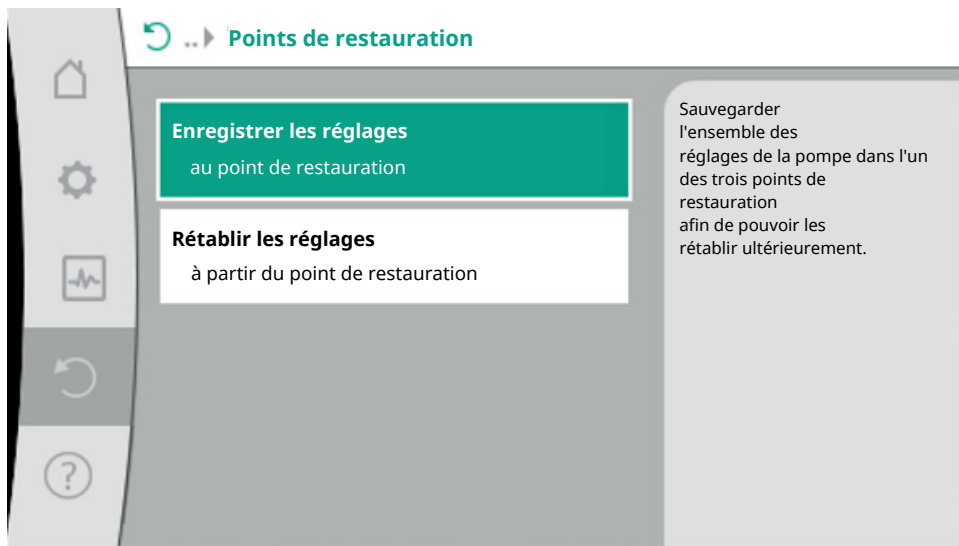 ..▶ Points de restauration
Enregistrer les réglages
au point de restauration
Rétablir les réglages
à partir du point de restauration
Sauvegarder
l'ensemble des
réglages de la pompe dans l'un
des trois points de
restauration
afin de pouvoir les
rétablir ultérieurement.
?